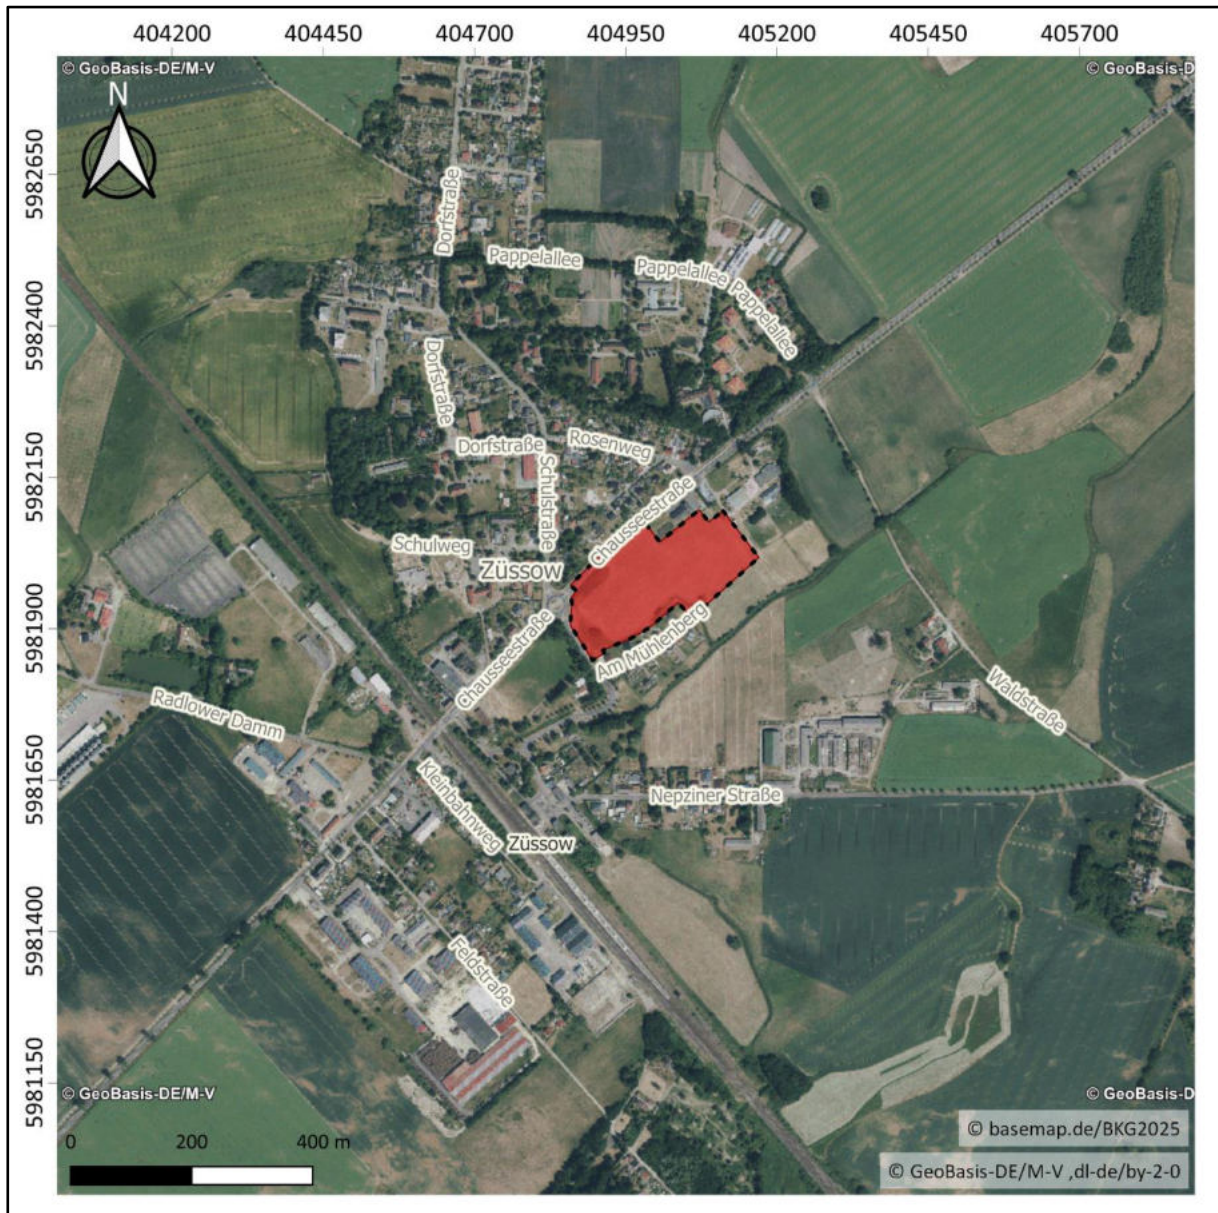 404200 404450 404700 404950 405200 405450 405700
© GeoBasis-DE/M-V
© GeoBasis-D
N
5982650
Dorfstraße
Pappelallee
Pappelallee
Pappelallee
5982400
Dorfstraße
Dorfstraße
Rosenweg
5982150
Schulstraße
Chausseestraße
Schulweg
Züssow
5981900
Am Mühlenberg
Chausseestraße
Waldstraße
Radlower Damm
5981650
Nepziner Straße
Kleinbahnweg
Züssow
5981400
Feldstraße
5981150
© GeoBasis-DE/M-V
© GeoBasis-D
© basemap.de/BKG2025
0 200 400 m
© GeoBasis-DE/M-V ,dl-de/by-2-0